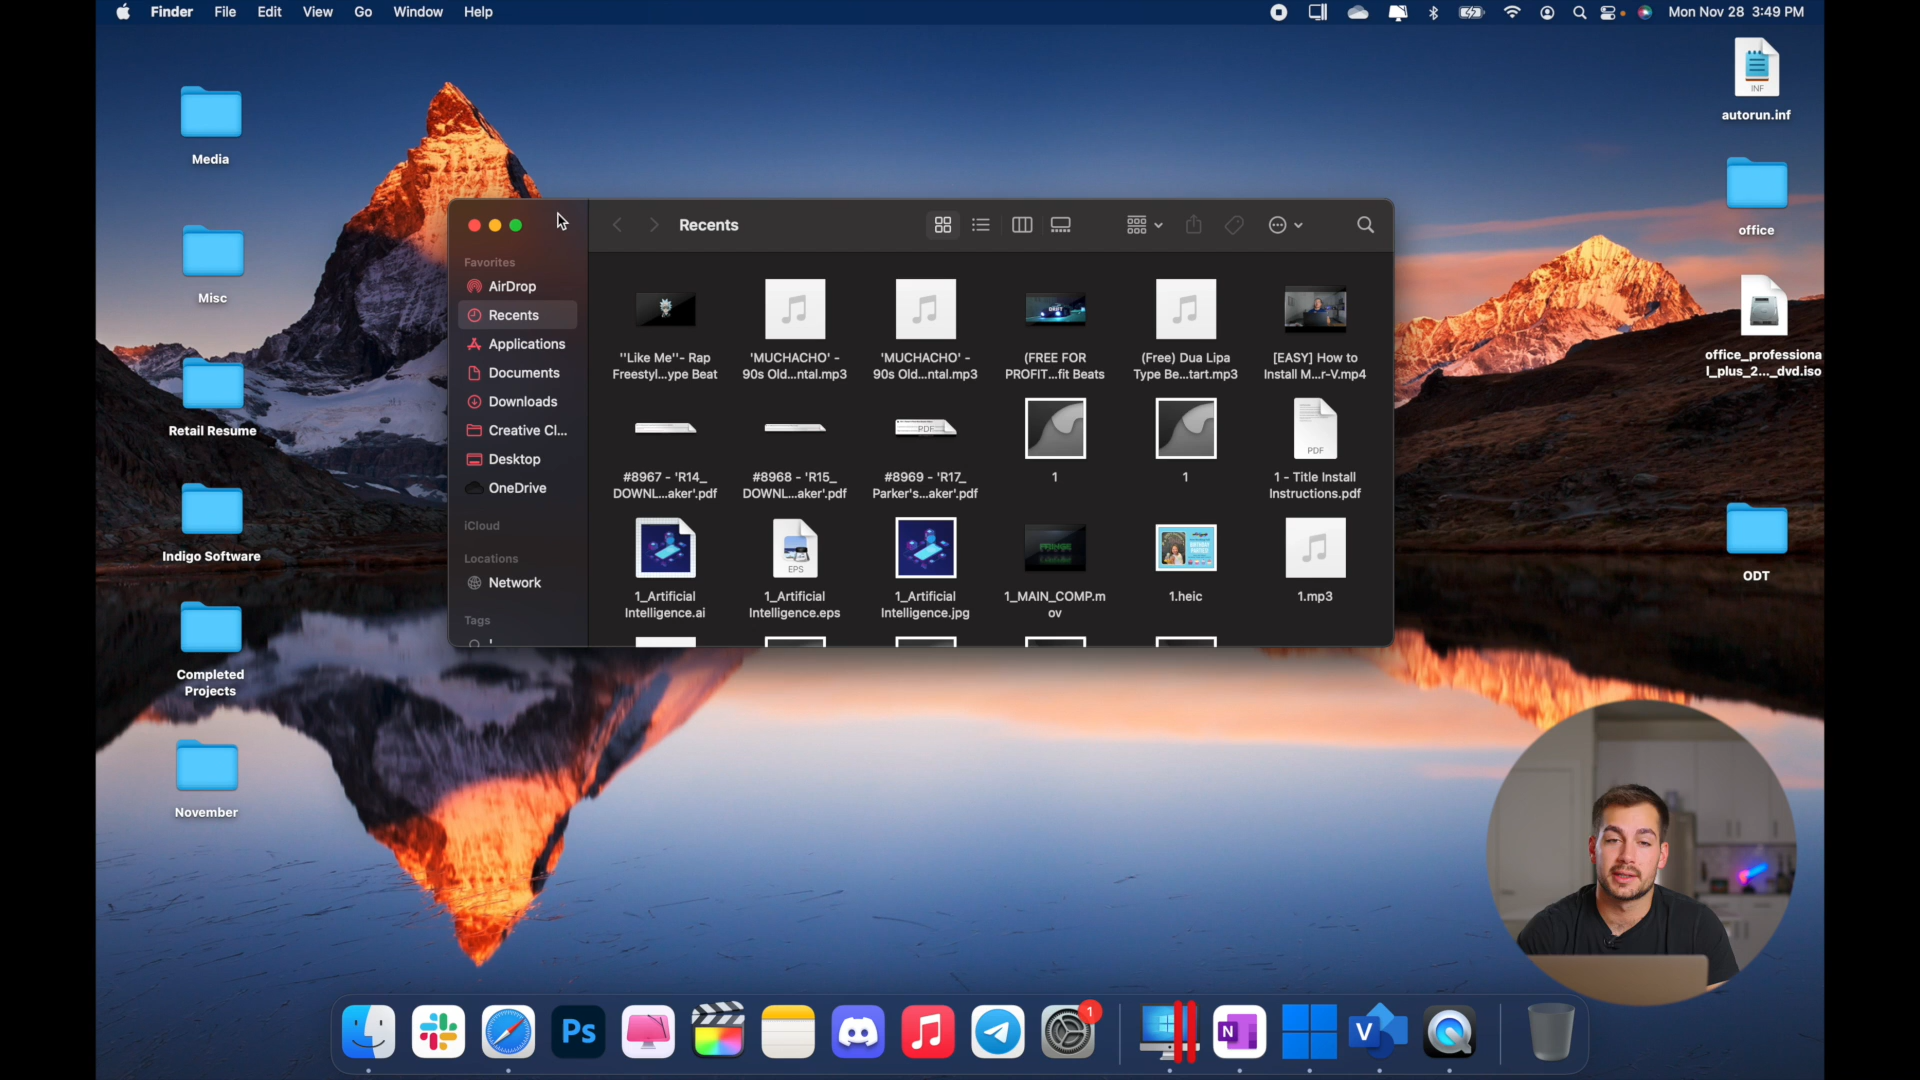 Finder File Edit View Go Window Help
Mon Nov 28 3:49 PM
Media
Misc
Retail Resume
Indigo Software
Completed
Projects
November
INF
autorun.inf
office
office_professiona
l_plus_2..._dvd.iso
ODT
Recents
Favorites
AirDrop
Recents
Applications
Documents
Downloads
Creative Cl...
Desktop
OneDrive
iCloud
Locations
Network
Tags
''Like Me''- Rap
Freestyl...ype Beat
'MUCHACHO' -
90s Old...ntal.mp3
'MUCHACHO' -
90s Old...ntal.mp3
(FREE FOR
PROFIT...fit Beats
(Free) Dua Lipa
Type Be...tart.mp3
[EASY] How to
Install M...r-V.mp4
PDF
PDF
#8967 - 'R14_
DOWNL...aker'.pdf
#8968 - 'R15_
DOWNL...aker'.pdf
#8969 - 'R17_
Parker's...aker'.pdf
1
1
1 - Title Install
Instructions.pdf
EPS
1_Artificial
Intelligence.ai
1_Artificial
Intelligence.eps
1_Artificial
Intelligence.jpg
1_MAIN_COMP.m
ov
1.heic
1.mp3
Ps
1
N
V